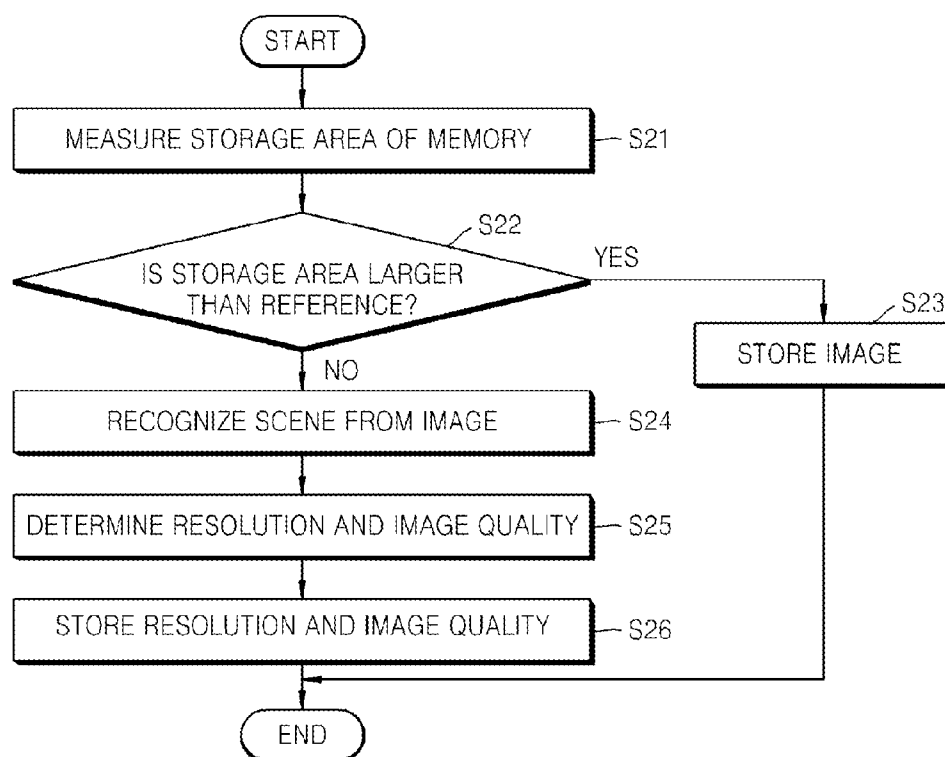 START
MEASURE STORAGE AREA OF MEMORY
S21
S22
IS STORAGE AREA LARGER
THAN REFERENCE?
YES
S23
STORE IMAGE
NO
RECOGNIZE SCENE FROM IMAGE
S24
DETERMINE RESOLUTION AND IMAGE QUALITY
S25
STORE RESOLUTION AND IMAGE QUALITY
S26
END